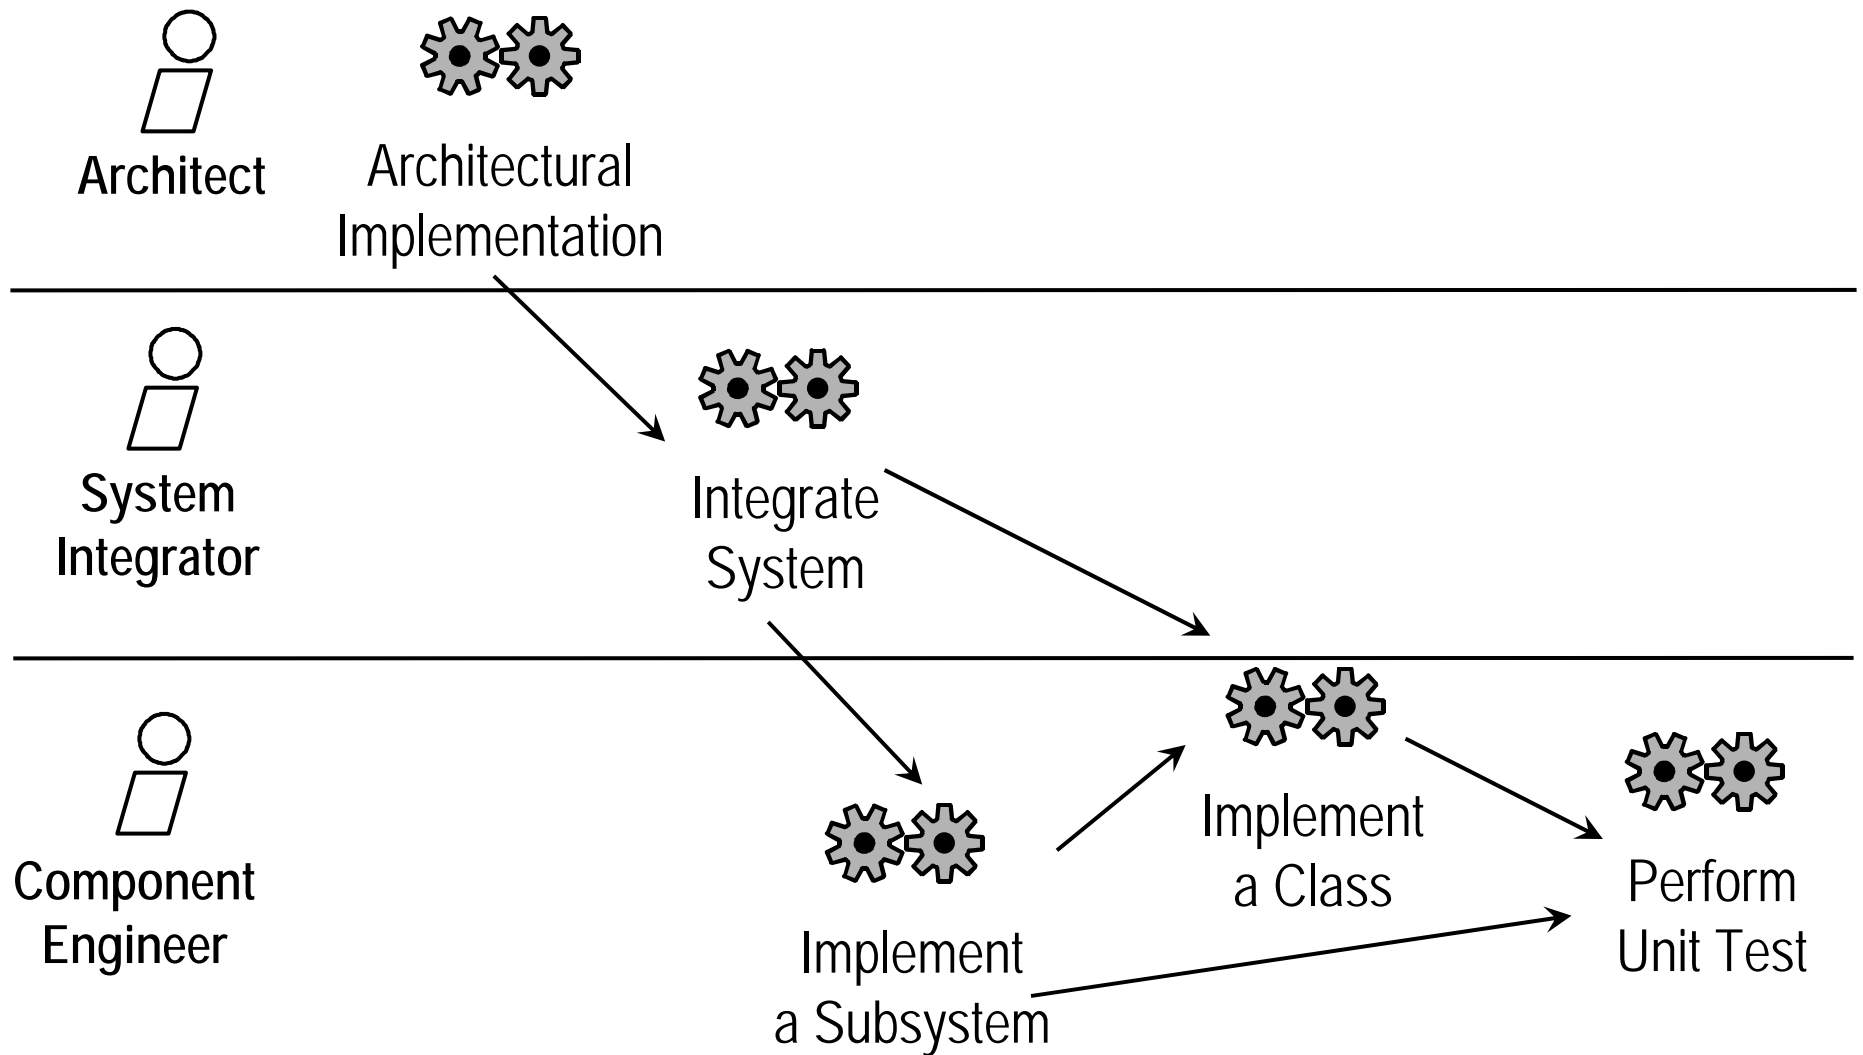 Architect
Architectural
Implementation
System
Integrator
Integrate
System
Component
Engineer
Implement
a Subsystem
Implement
a Class
Perform
Unit Test